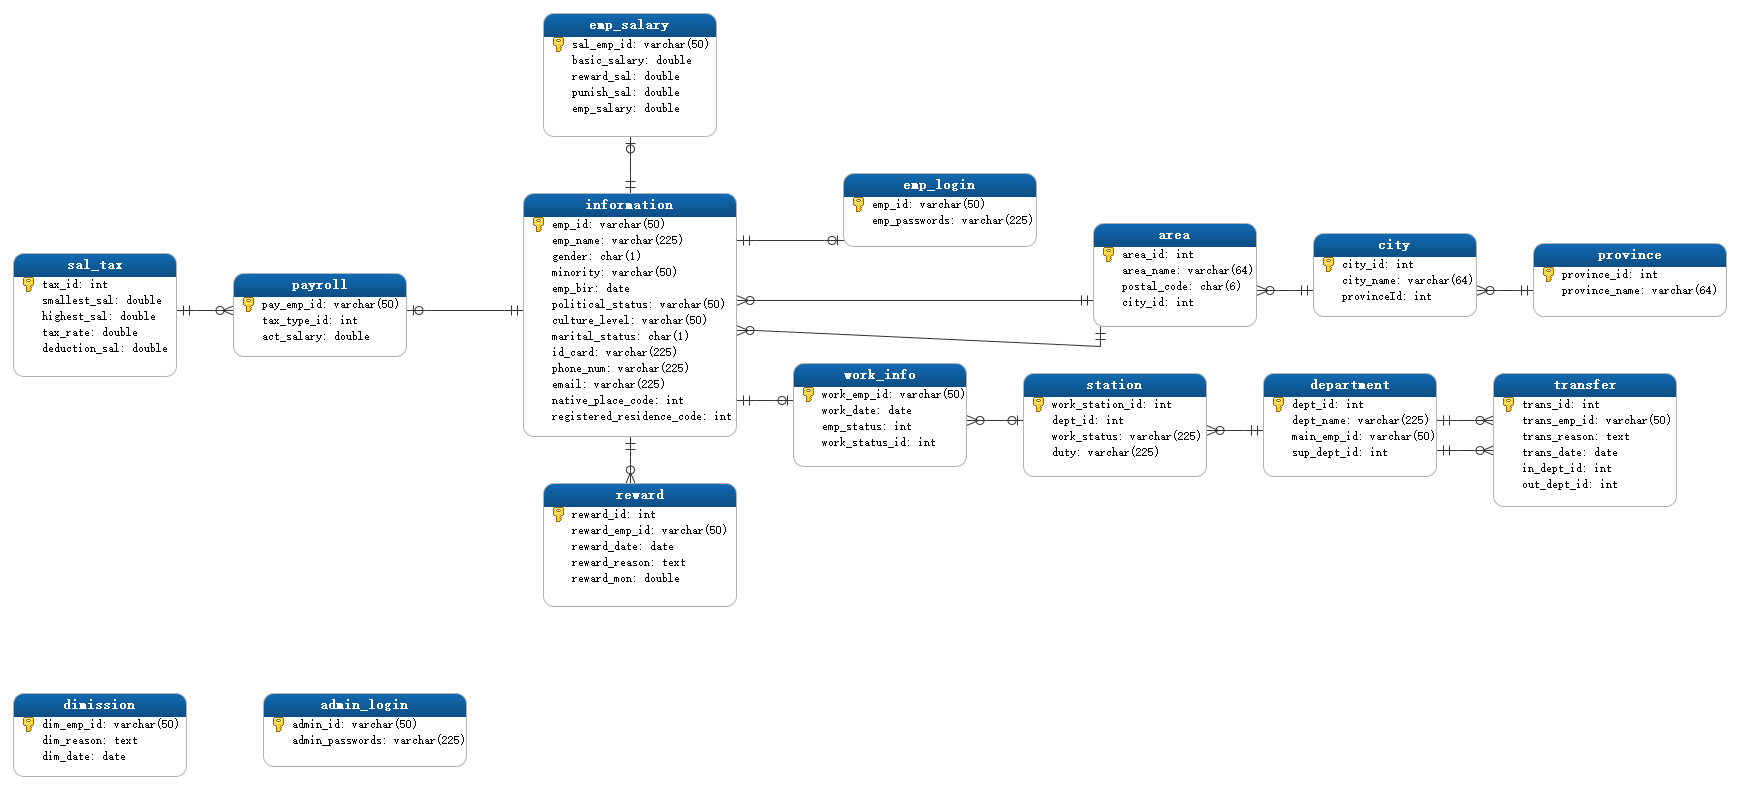 emp_salary
sal_emp_id: varchar(50)
basic_salary: double
reward_sal: double
punish_sal: double
emp_salary: double
information
emp_id: varchar(50)
emp_name: varchar(225)
gender: char(1)
minority: varchar(50)
emp_bir: date
political_status: varchar(50)
culture_level: varchar(50)
marital_status: char(1)
id_card: varchar(225)
phone_num: varchar(225)
email: varchar(225)
native_place_code: int
registered_residence_code: int
emp_login
emp_id: varchar(50)
emp_passwords: varchar(225)
area
area_id: int
area_name: varchar(64)
postal_code: char(6)
city_id: int
city
city_id: int
city_name: varchar(64)
provinceId: int
province
province_id: int
province_name: varchar(64)
sal_tax
tax_id: int
smallest_sal: double
highest_sal: double
tax_rate: double
deduction_sal: double
payroll
pay_emp_id: varchar(50)
tax_type_id: int
act_salary: double
work_info
work_emp_id: varchar(50)
work_date: date
emp_status: int
work_status_id: int
station
work_station_id: int
dept_id: int
work_status: varchar(225)
duty: varchar(225)
department
dept_id: int
dept_name: varchar(225)
main_emp_id: varchar(50)
sup_dept_id: int
transfer
trans_id: int
trans_emp_id: varchar(50)
trans_reason: text
trans_date: date
in_dept_id: int
out_dept_id: int
reward
reward_id: int
reward_emp_id: varchar(50)
reward_date: date
reward_reason: text
reward_mon: double
dimission
dim_emp_id: varchar(50)
dim_reason: text
dim_date: date
admin_login
admin_id: varchar(50)
admin_passwords: varchar(225)